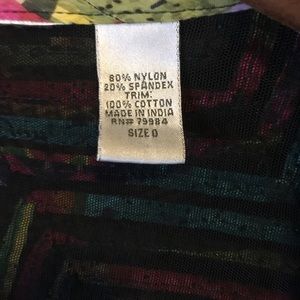 80% NYLON
20% SPANDEX
TRIM:
100% COTTON
MADE IN INDIA
RN# 79984
SIZE 0